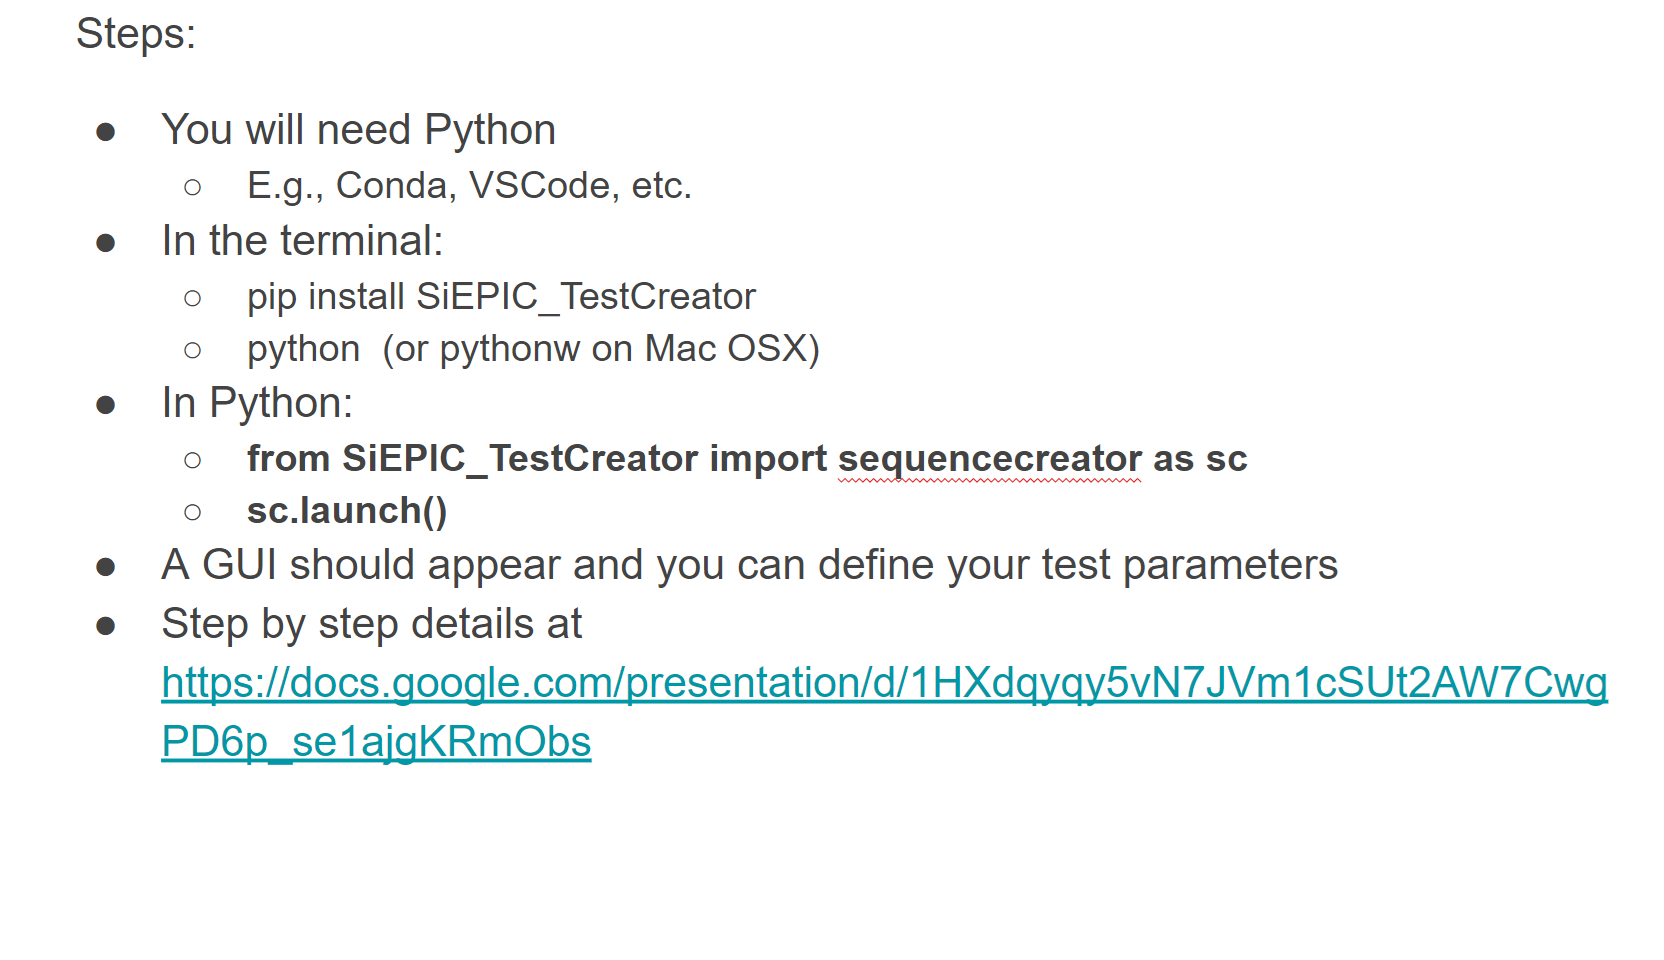 Steps:
● You will need Python
○ E.g., Conda, VSCode, etc.
● In the terminal:
○ pip install SiEPIC_TestCreator
○ python  (or pythonw on Mac OSX)
● In Python:
○ from SiEPIC_TestCreator import sequencecreator as sc
○ sc.launch()
● A GUI should appear and you can define your test parameters
● Step by step details at
https://docs.google.com/presentation/d/1HXdqyqy5vN7JVm1cSUt2AW7Cwg
PD6p_se1ajgKRmObs